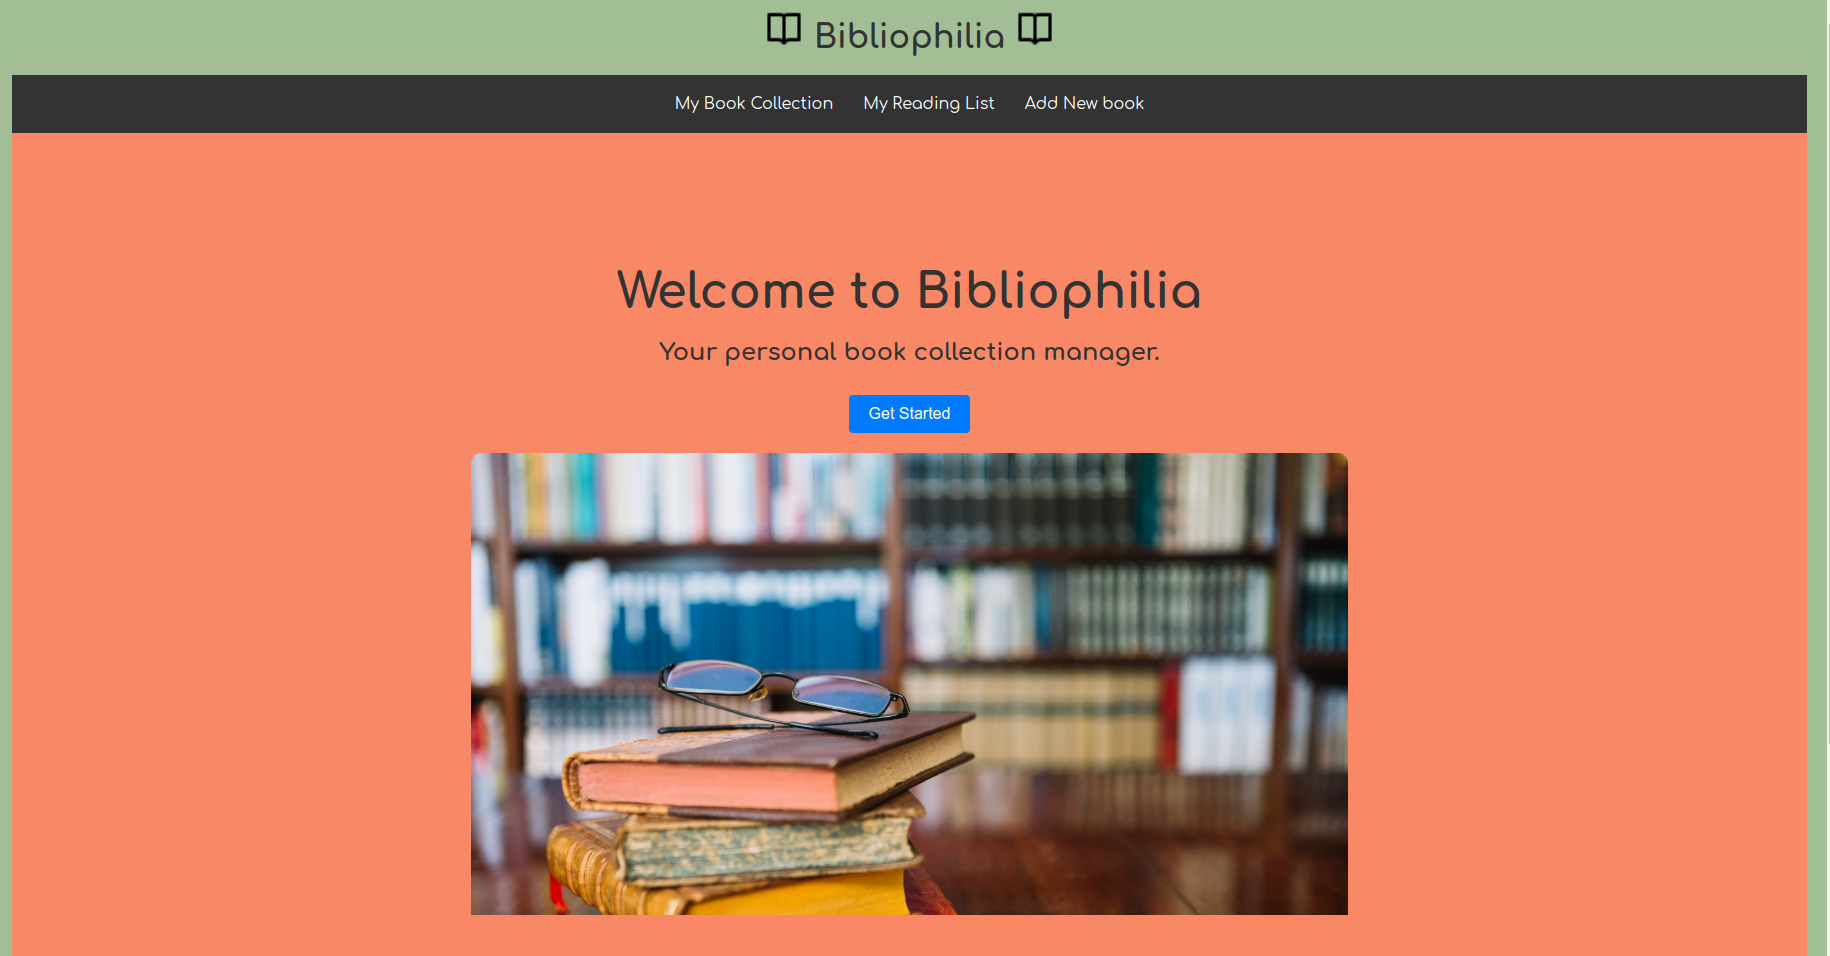 Bibliophilia
My Book Collection My Reading List Add New book
Welcome to Bibliophilia
Your personal book collection manager.
Get Started